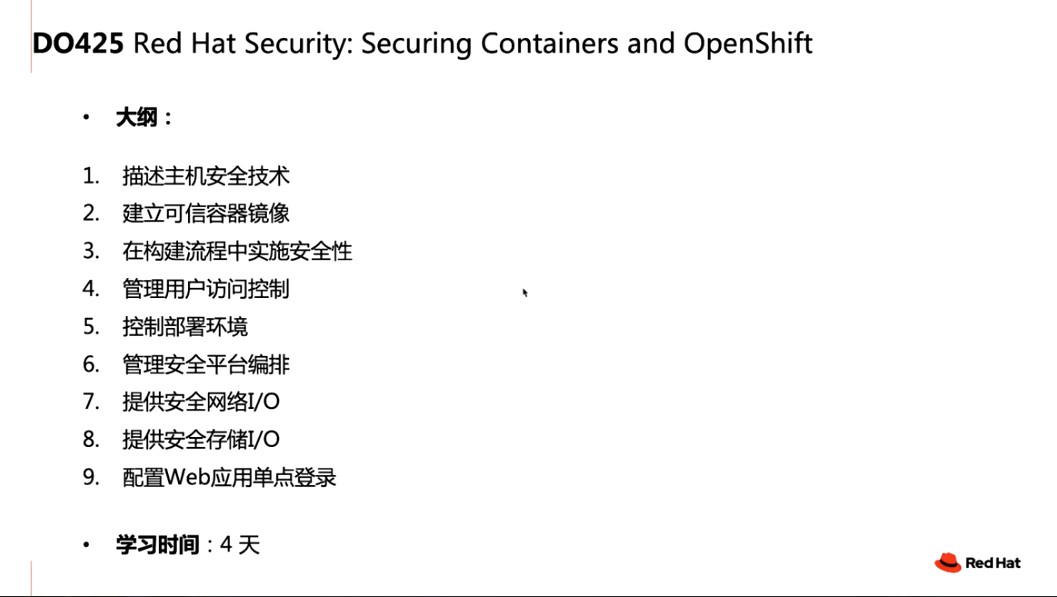 DO425 Red Hat Security: Securing Containers and OpenShift
• 大纲：
1. 描述主机安全技术
2. 建立可信容器镜像
3. 在构建流程中实施安全性
4. 管理用户访问控制
5. 控制部署环境
6. 管理安全平台编排
7. 提供安全网络I/O
8. 提供安全存储I/O
9. 配置Web应用单点登录
• 学习时间：4 天
Red Hat